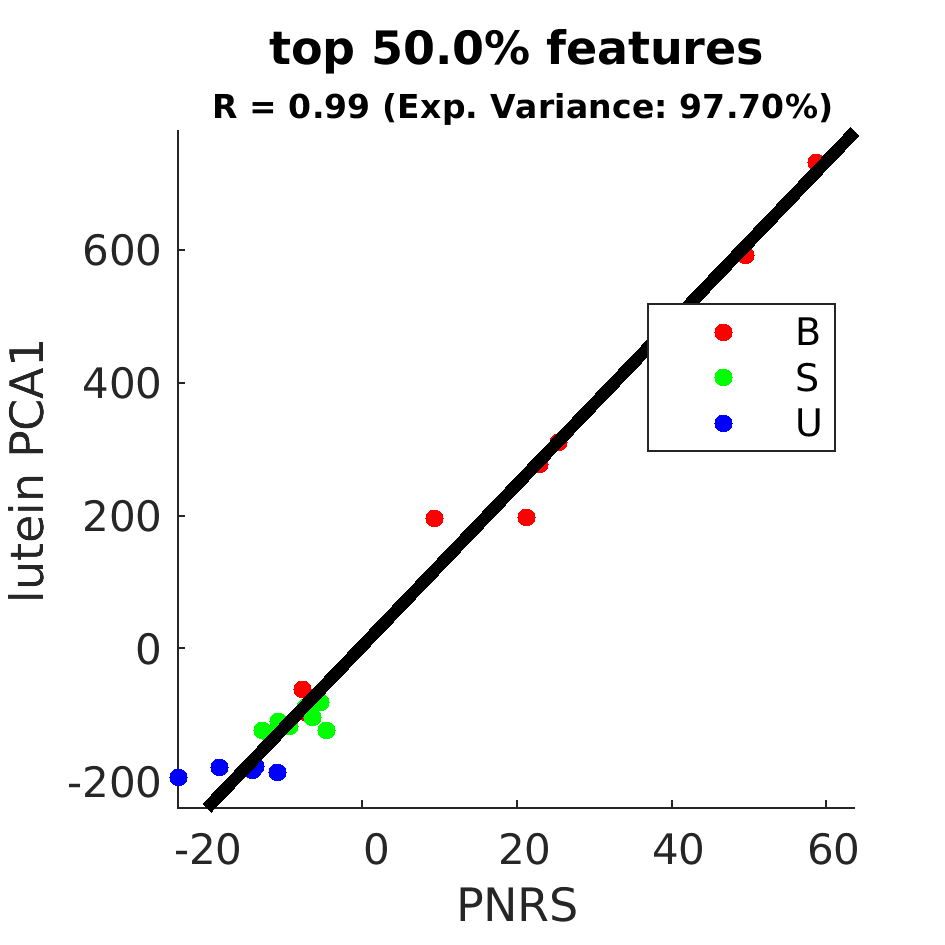 top 50.0% features
R = 0.99 (Exp. Variance: 97.70%)
lutein PCA1
600
400
200
0
-200
B
S
U
-20 0 20 40 60
PNRS